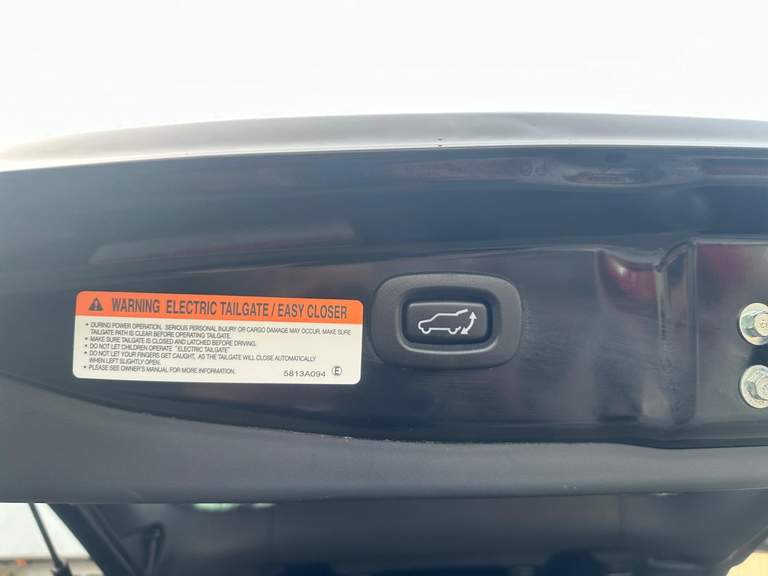 WARNING ELECTRIC TAILGATE / EASY CLOSER
• DURING POWER OPERATION, SERIOUS PERSONAL INJURY OR CARGO DAMAGE MAY OCCUR. MAKE SURE
TAILGATE PATH IS CLEAR BEFORE OPERATING TAILGATE.
• MAKE SURE TAILGATE IS CLOSED AND LATCHED BEFORE DRIVING.
• DO NOT LET CHILDREN OPERATE "ELECTRIC TAILGATE"
• DO NOT LET YOUR FINGERS GET CAUGHT, AS THE TAILGATE WILL CLOSE AUTOMATICALLY
WHEN LEFT SLIGHTLY OPEN.
• PLEASE SEE OWNER'S MANUAL FOR MORE INFORMATION. 5813A094 Ⓔ